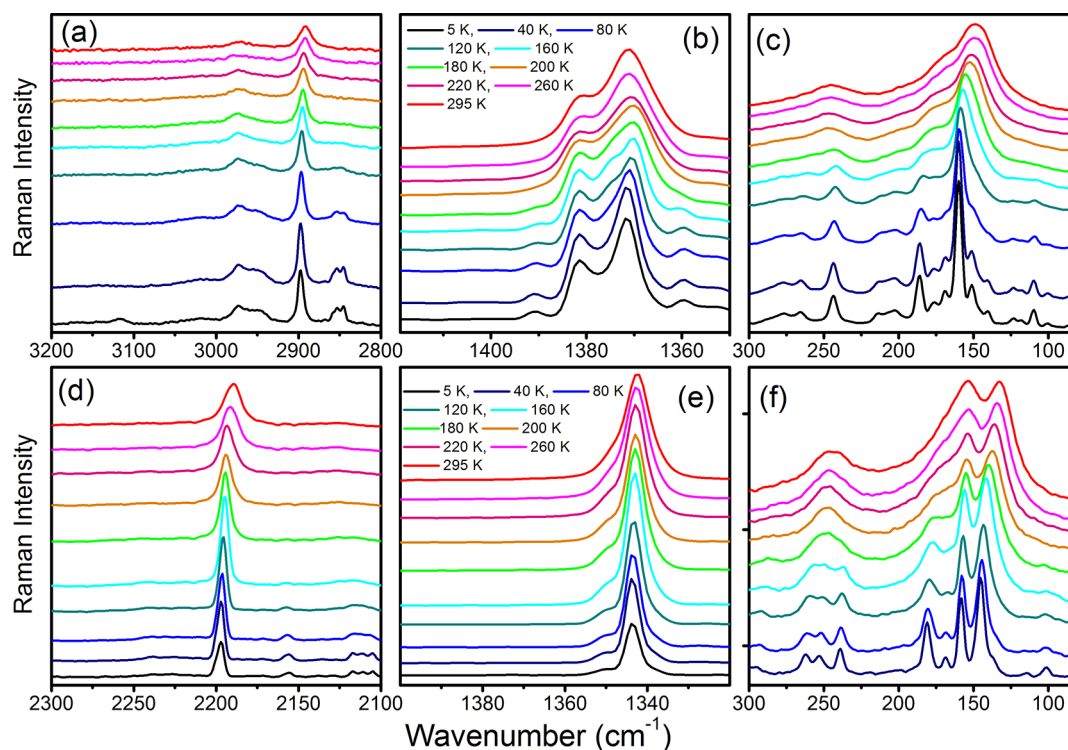 (a)
(b)
(c)
5 K, 40 K, 80 K
120 K, 160 K
180 K, 200 K
220 K, 260 K
295 K
Raman Intensity
3200 3100 3000 2900 2800
1400 1380 1360
300 250 200 150 100
(d)
(e)
(f)
5 K, 40 K, 80 K
120 K, 160 K
180 K, 200 K
220 K, 260 K
295 K
Raman Intensity
2300 2200 2100
1400 1380 1360 1340
300 250 200 150 100
Wavenumber (cm⁻¹)